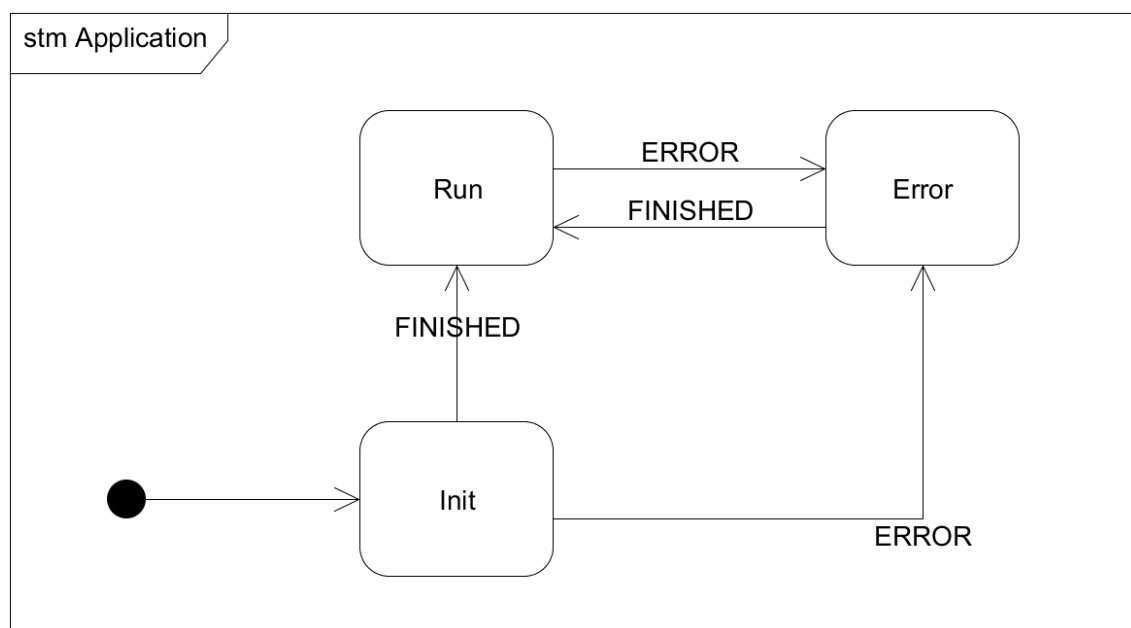 stm Application
ERROR
Run
Error
FINISHED
FINISHED
Init
ERROR